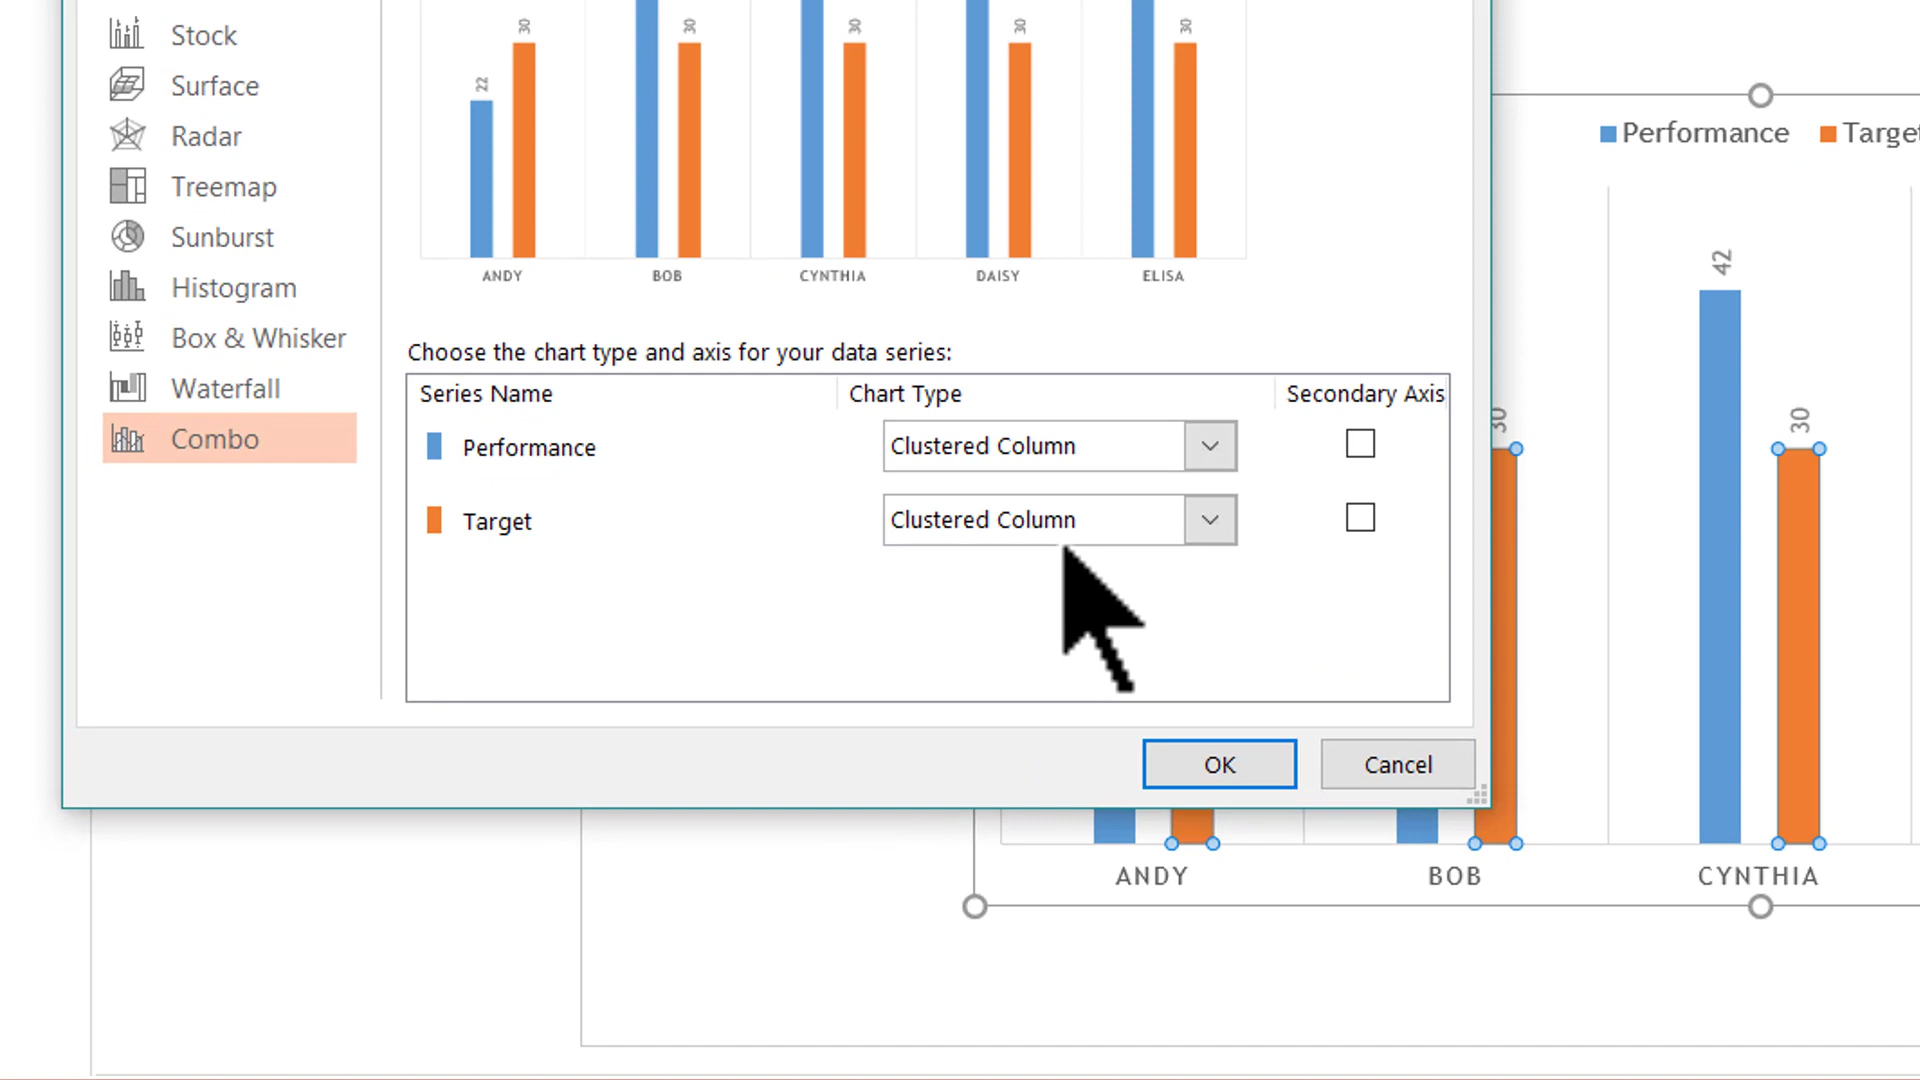 Stock
Surface
Radar
Treemap
Sunburst
Histogram
Box & Whisker
Waterfall
Combo
22
30
30
30
30
30
ANDY BOB CYNTHIA DAISY ELISA
Choose the chart type and axis for your data series:
Series Name Chart Type Secondary Axis
Performance Clustered Column
Target Clustered Column
OK Cancel
Performance Target
42
30
30
ANDY BOB CYNTHIA